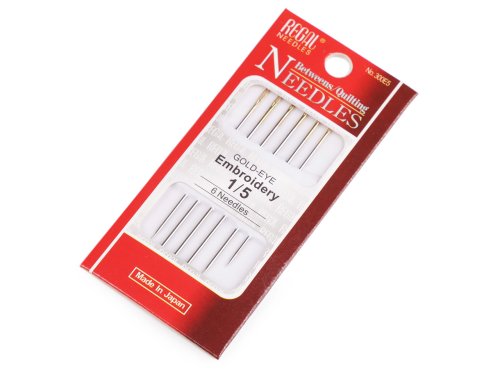 REGAL®
NEEDLES
No. 300E5
Betweens/Quilting
NEEDLES
GOLD-EYE
Embroidery
1/5
6 Needles
Made In Japan